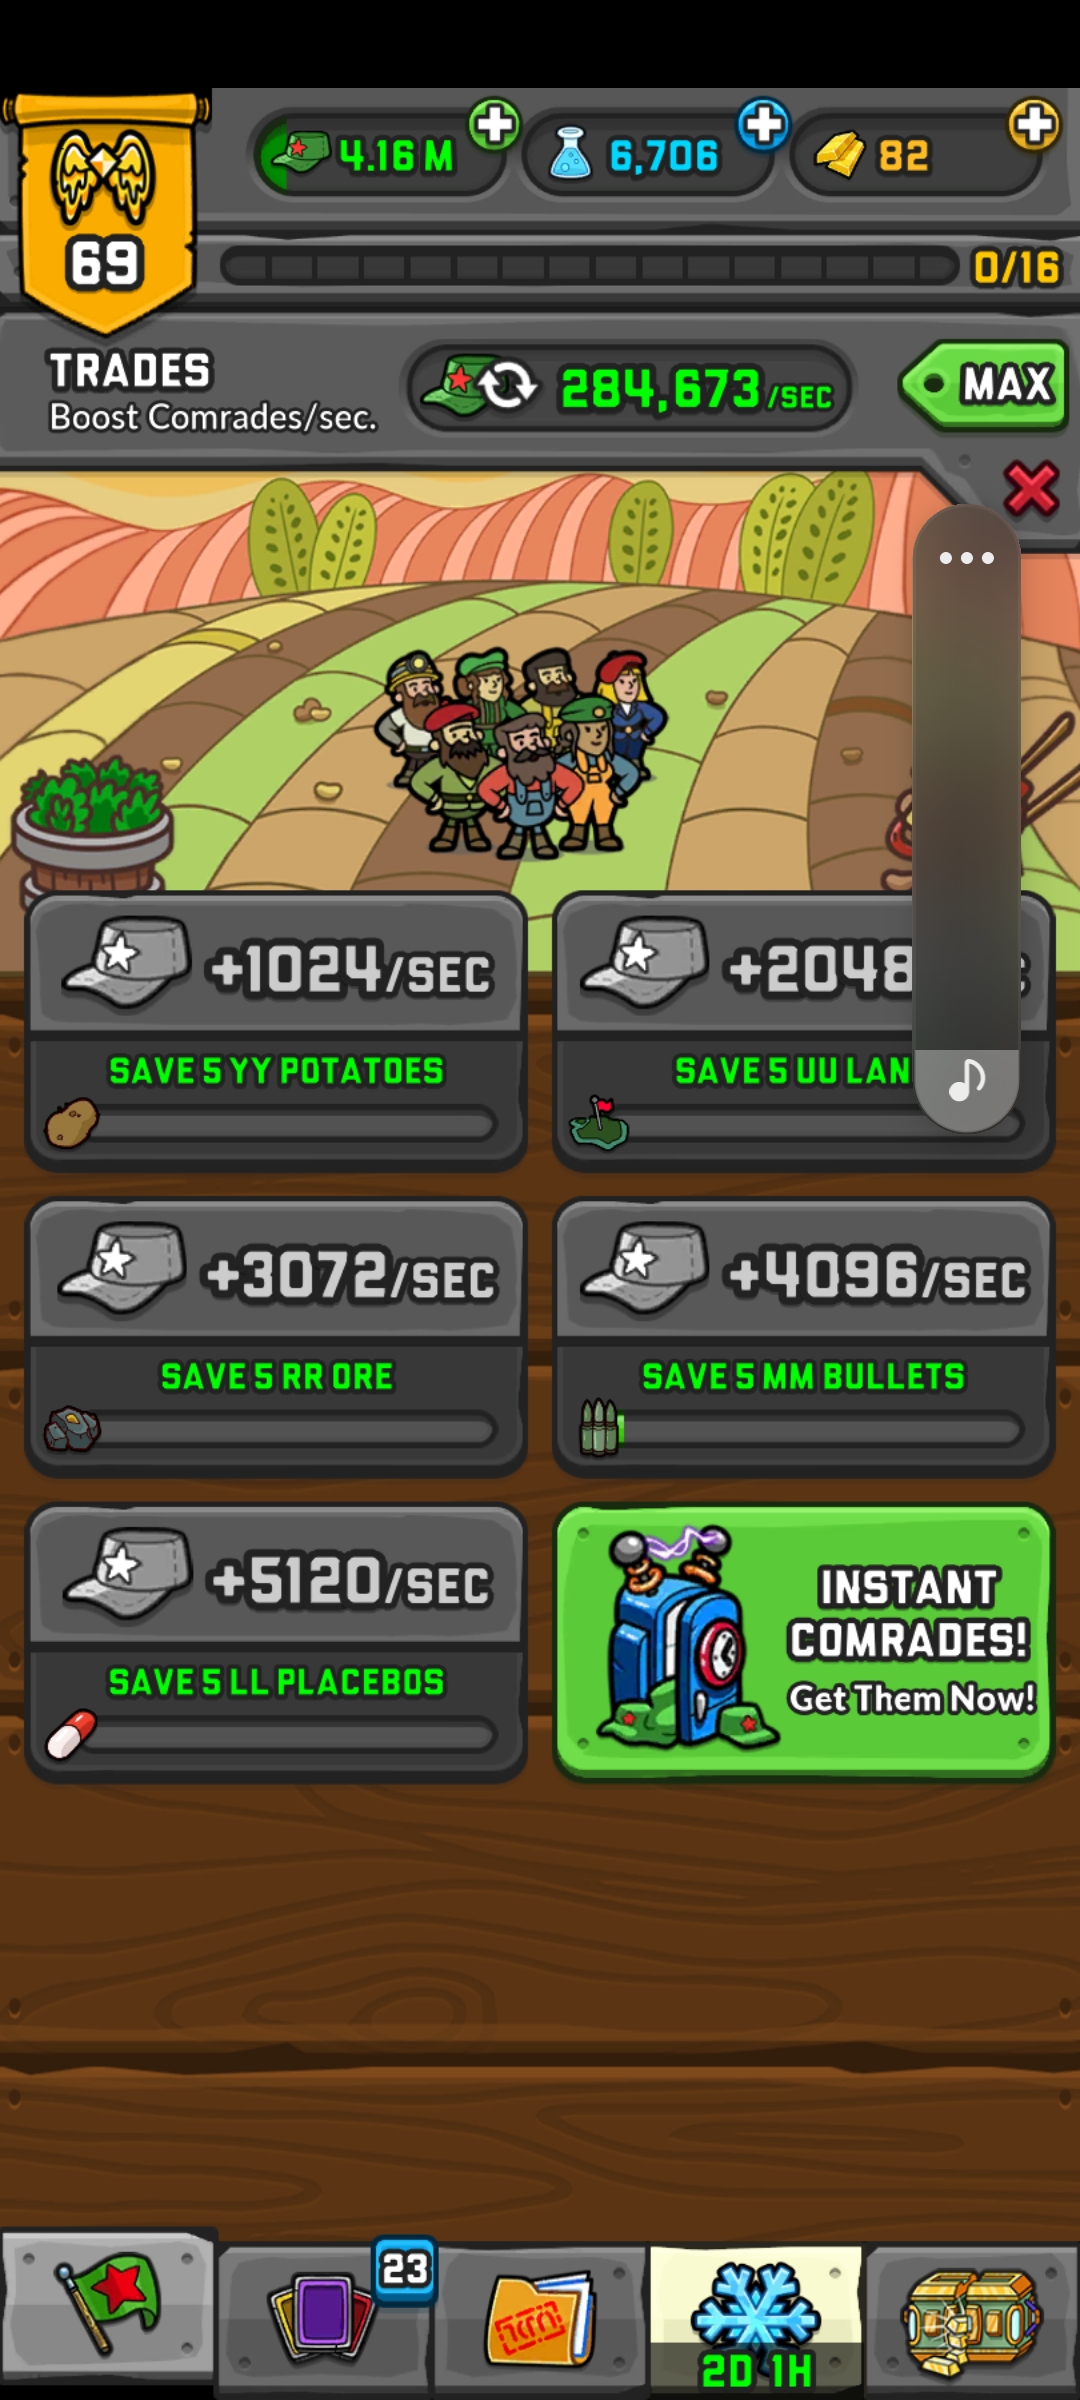 4.16 M
6,706
82
69
0/16
TRADES
Boost Comrades/sec.
284,673/SEC
MAX
+1024/SEC
+2048
SAVE 5 YY POTATOES
SAVE 5 UU LAN
+3072/SEC
+4096/SEC
SAVE 5 RR ORE
SAVE 5 MM BULLETS
+5120/SEC
INSTANT
COMRADES!
Get Them Now!
SAVE 5 LL PLACEBOS
23
2D 1H